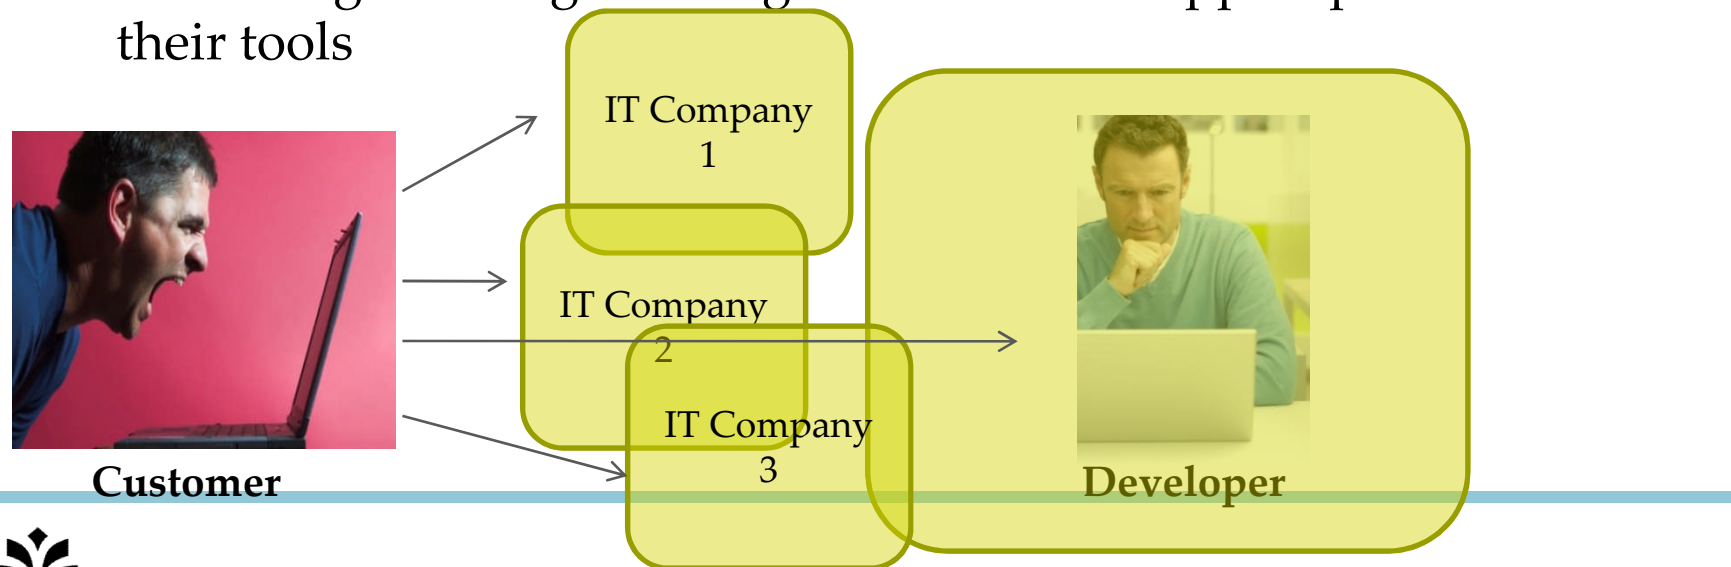 their tools
IT Company
1
IT Company
2
IT Company
3
Customer
Developer